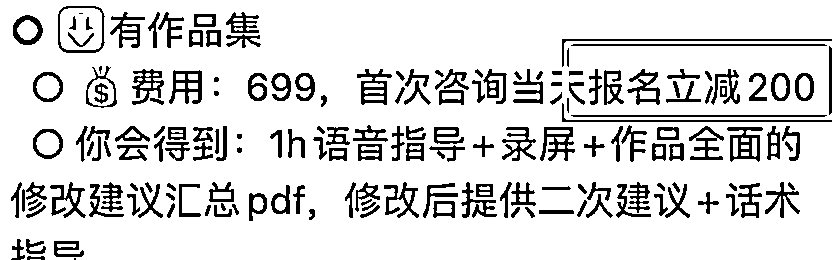 有作品集
费用：699，首次咨询当天报名立减200
你会得到：1h语音指导+录屏+作品全面的
修改建议汇总pdf，修改后提供二次建议+话术
指导